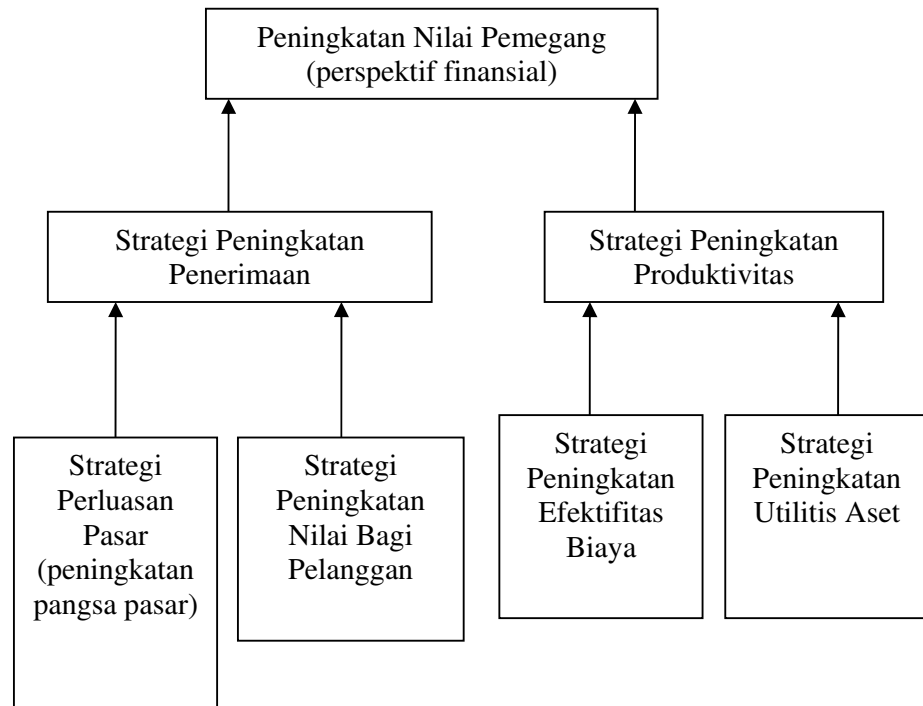 Peningkatan Nilai Pemegang
(perspektif finansial)
Strategi Peningkatan
Penerimaan
Strategi Peningkatan
Produktivitas
Strategi
Perluasan
Pasar
(peningkatan
pangsa pasar)
Strategi
Peningkatan
Nilai Bagi
Pelanggan
Strategi
Peningkatan
Efektifitas
Biaya
Strategi
Peningkatan
Utilitis Aset